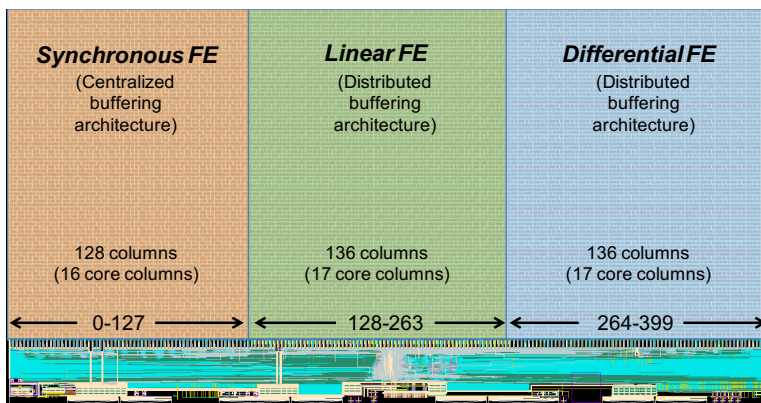 Synchronous FE
(Centralized
buffering
architecture)
128 columns
(16 core columns)
0-127
Linear FE
(Distributed
buffering
architecture)
136 columns
(17 core columns)
128-263
Differential FE
(Distributed
buffering
architecture)
136 columns
(17 core columns)
264-399